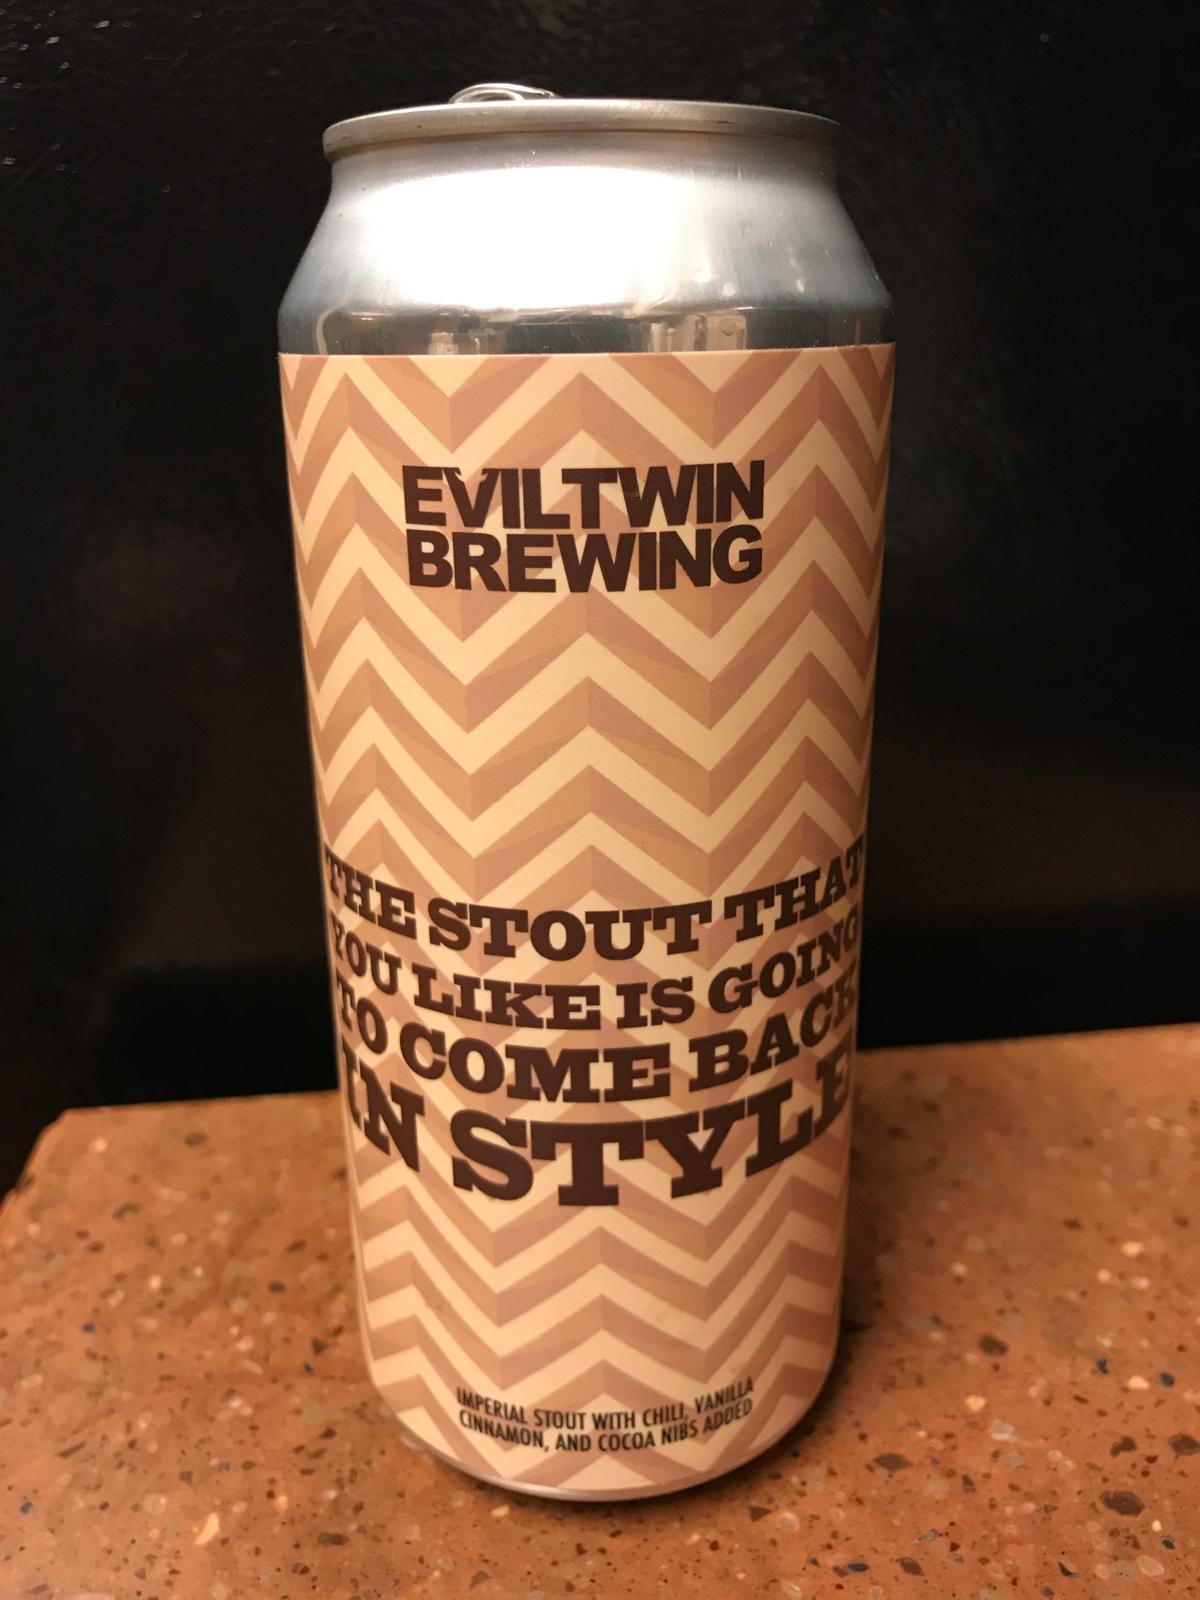 EVILTWIN
BREWING
THE STOUT THAT
YOU LIKE IS GOING
TO COME BACK
IN STYLE
IMPERIAL STOUT WITH CHILI, VANILLA
CINNAMON, AND COCOA NIBS ADDED